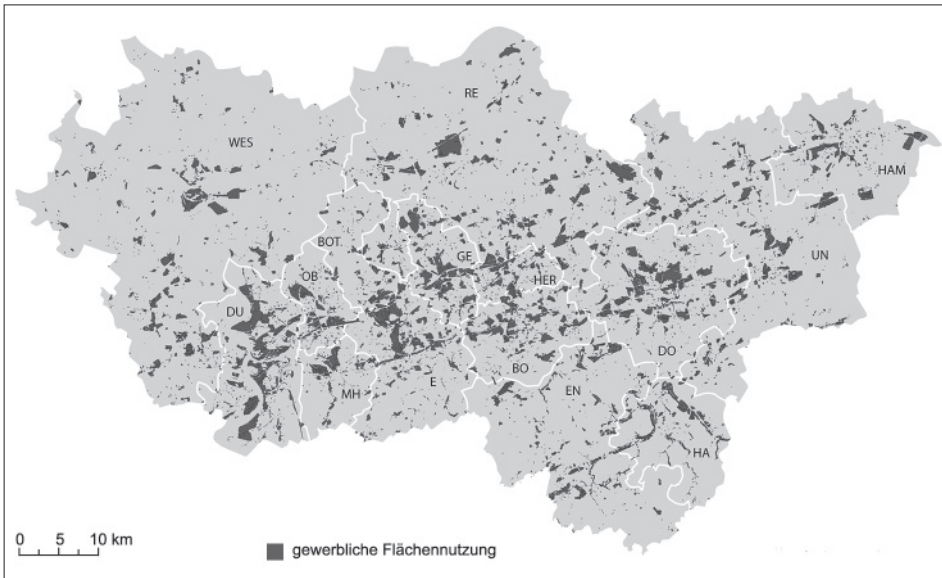 RE
WES
HAM
BOT
GE
UN
OB
HER
DU
DO
BO
E
EN
MH
HA
0 5 10 km
gewerbliche Flächennutzung